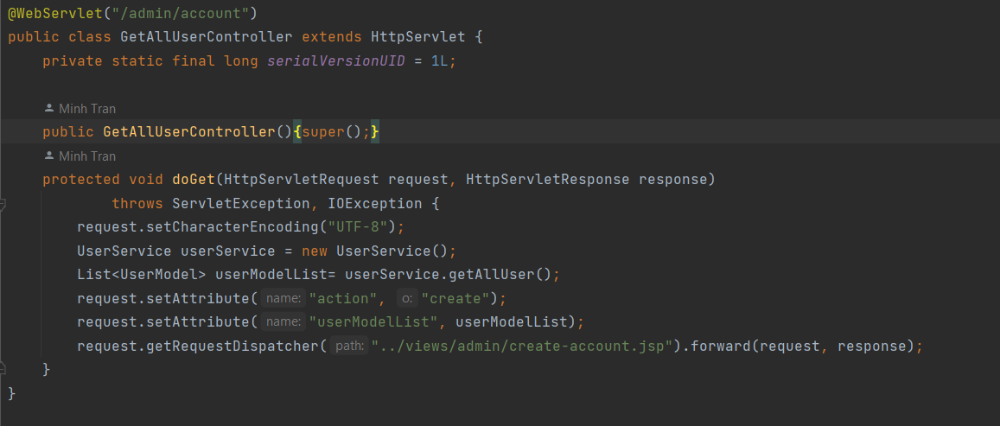 @WebServlet("/admin/account")
public class GetAllUserController extends HttpServlet {
    private static final long serialVersionUID = 1L;
    Minh Tran
    public GetAllUserController(){super();}
    Minh Tran
    protected void doGet(HttpServletRequest request, HttpServletResponse response)
            throws ServletException, IOException {
        request.setCharacterEncoding("UTF-8");
        UserService userService = new UserService();
        List<UserModel> userModelList= userService.getAllUser();
        request.setAttribute( name: "action", o: "create");
        request.setAttribute( name: "userModelList", userModelList);
        request.getRequestDispatcher( path: "../views/admin/create-account.jsp").forward(request, response);
    }
}